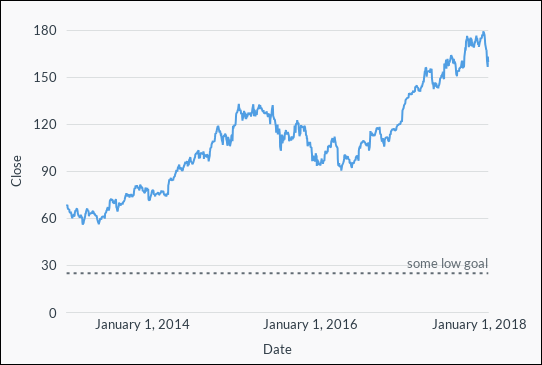 180
150
120
90
60
30
0
Close
some low goal
January 1, 2014
January 1, 2016
January 1, 2018
Date